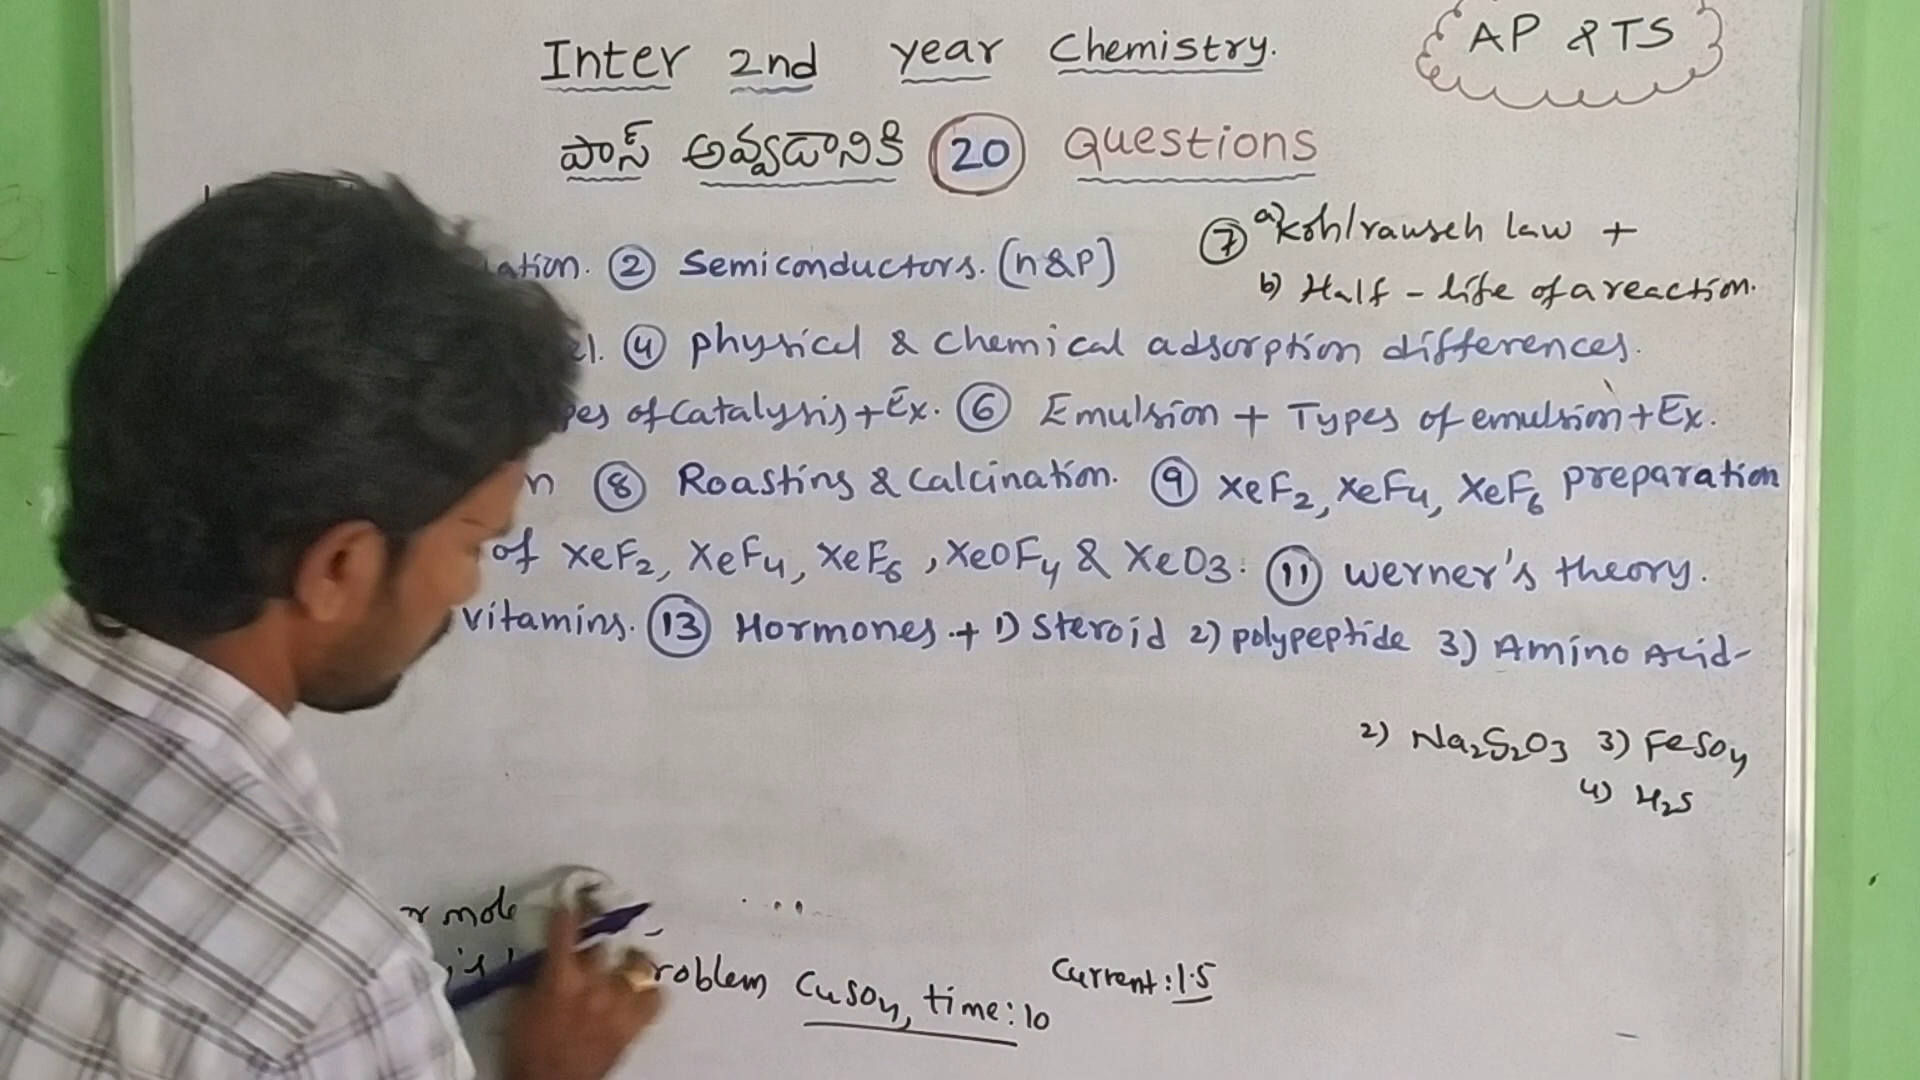 AP & TS
Inter 2nd year Chemistry.
పాస్ అవ్వడానికి 20 Questions
7 a) kohlrausch law +
b) Half - life of a reaction.
ation. 2 Semiconductors. (n&P)
el. 4 physical & chemical adsorption differences.
pes of Catalysis + Ex. 6 Emulsion + Types of emulsion + Ex.
n 8 Roasting & Calcination. 9 XeF2, XeF4, XeF6 preparation
of XeF2, XeF4, XeF6, XeOF4 & XeO3. 11 Werner's theory.
vitamins. 13 Hormones. + 1) Steroid 2) polypeptide 3) Amino Acid-
2) Na2S2O3 3) FeSO4
4) H2S
r mole
roblem CuSO4, time: 10 Current: 1.5